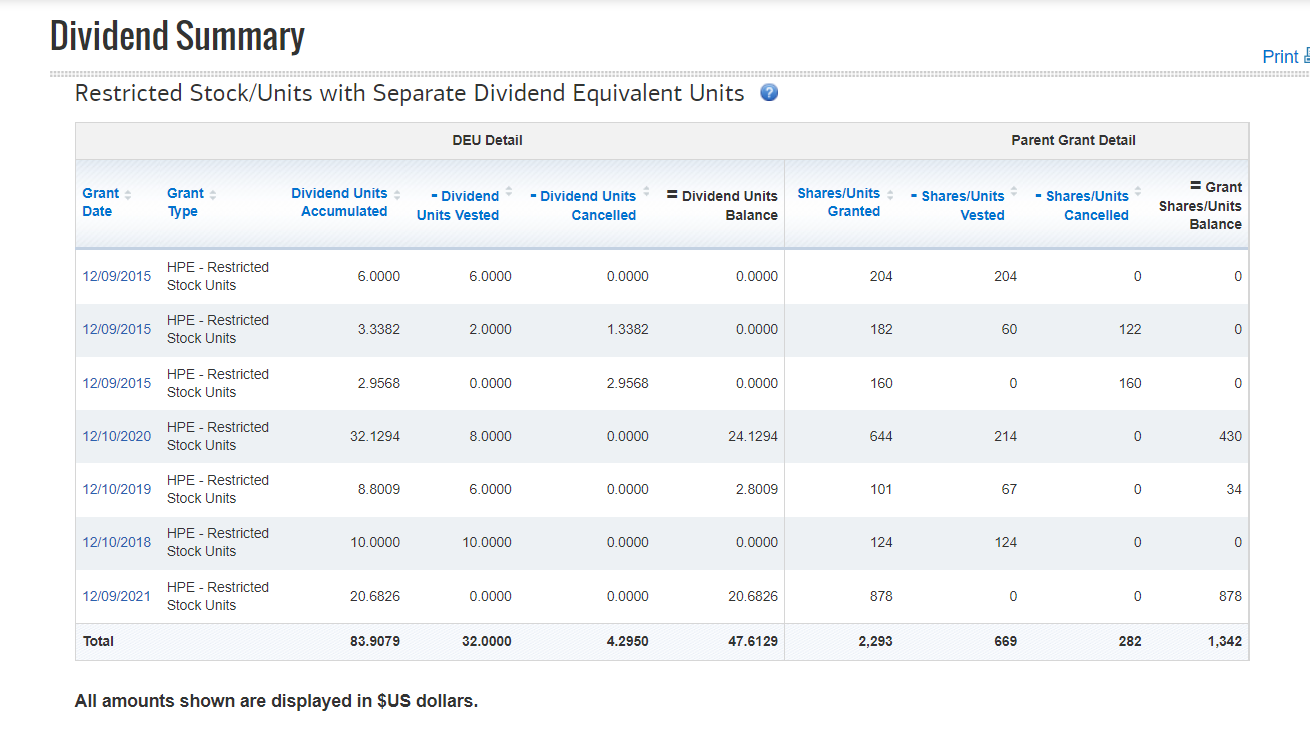 Dividend Summary
Print
Restricted Stock/Units with Separate Dividend Equivalent Units ?
DEU Detail Parent Grant Detail
Grant Date Grant Type Dividend Units Accumulated - Dividend Units Vested - Dividend Units Cancelled = Dividend Units Balance Shares/Units Granted - Shares/Units Vested - Shares/Units Cancelled = Grant Shares/Units Balance
12/09/2015 HPE - Restricted Stock Units 6.0000 6.0000 0.0000 0.0000 204 204 0 0
12/09/2015 HPE - Restricted Stock Units 3.3382 2.0000 1.3382 0.0000 182 60 122 0
12/09/2015 HPE - Restricted Stock Units 2.9568 0.0000 2.9568 0.0000 160 0 160 0
12/10/2020 HPE - Restricted Stock Units 32.1294 8.0000 0.0000 24.1294 644 214 0 430
12/10/2019 HPE - Restricted Stock Units 8.8009 6.0000 0.0000 2.8009 101 67 0 34
12/10/2018 HPE - Restricted Stock Units 10.0000 10.0000 0.0000 0.0000 124 124 0 0
12/09/2021 HPE - Restricted Stock Units 20.6826 0.0000 0.0000 20.6826 878 0 0 878
Total 83.9079 32.0000 4.2950 47.6129 2,293 669 282 1,342
All amounts shown are displayed in $US dollars.